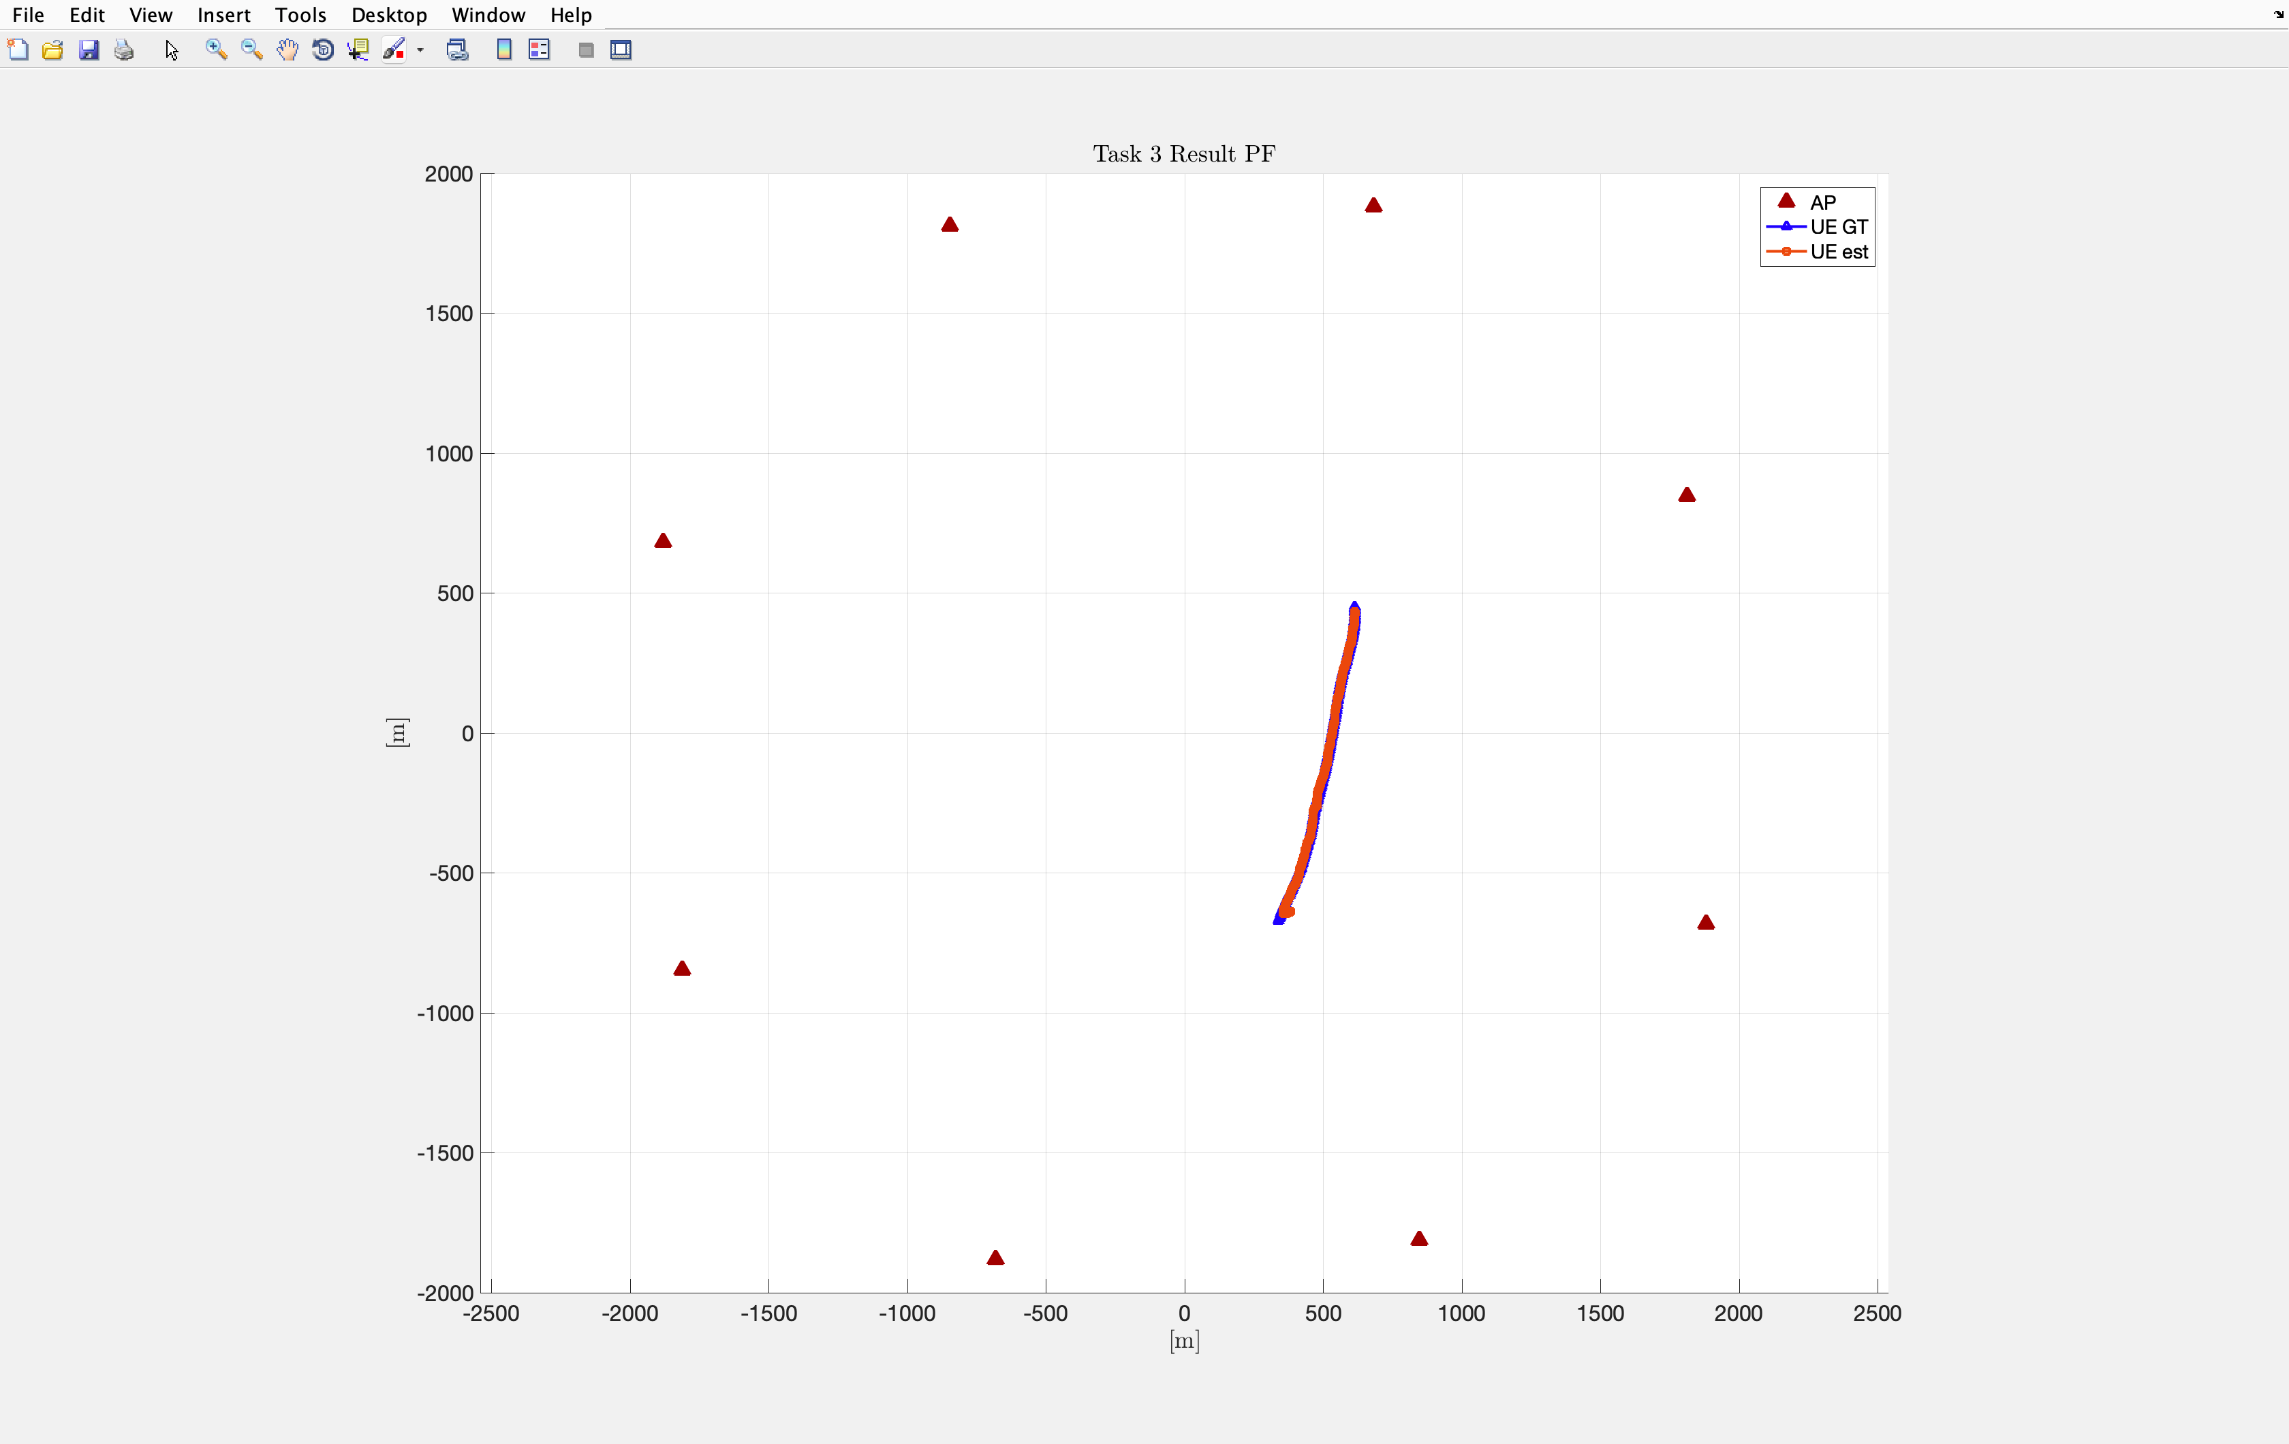 File Edit View Insert Tools Desktop Window Help
Task 3 Result PF
AP
UE GT
UE est
2000
1500
1000
500
0
-500
-1000
-1500
-2000
[m]
-2500 -2000 -1500 -1000 -500 0 500 1000 1500 2000 2500
[m]